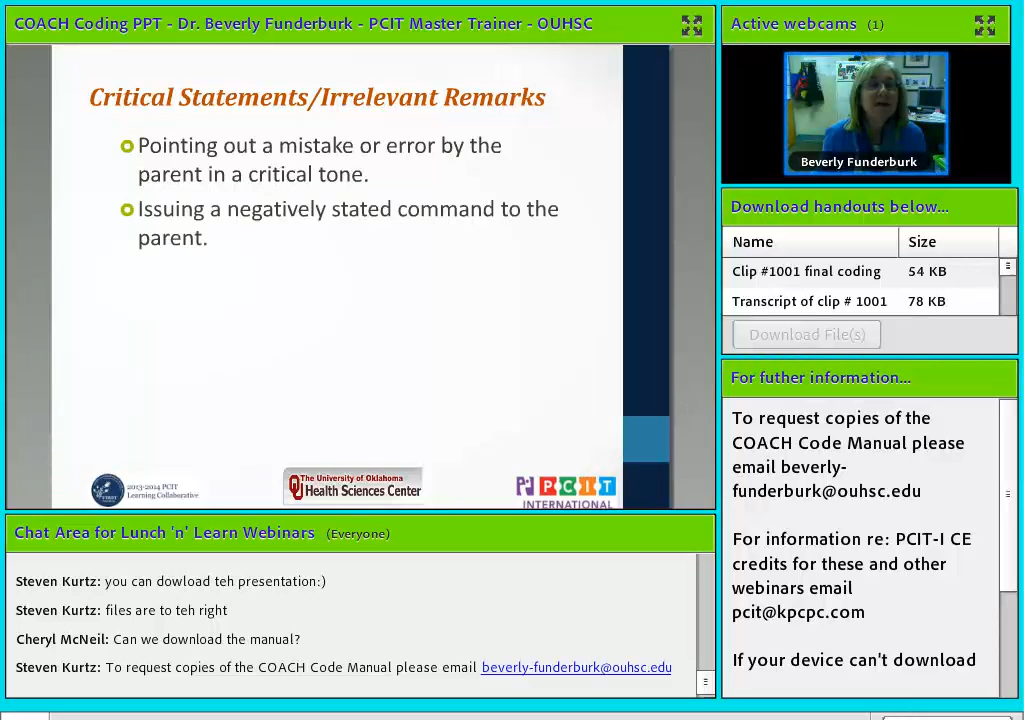 COACH Coding PPT - Dr. Beverly Funderburk - PCIT Master Trainer - OUHSC
Critical Statements/Irrelevant Remarks
Pointing out a mistake or error by the
parent in a critical tone.
Issuing a negatively stated command to the
parent.
2013-2014 PCIT
Learning Collaborative
The University of Oklahoma
Health Sciences Center
PCIT
INTERNATIONAL
Chat Area for Lunch 'n' Learn Webinars (Everyone)
Steven Kurtz: you can dowload teh presentation:)
Steven Kurtz: files are to teh right
Cheryl McNeil: Can we download the manual?
Steven Kurtz: To request copies of the COACH Code Manual please email beverly-funderburk@ouhsc.edu
Active webcams (1)
Beverly Funderburk
Download handouts below...
Name Size
Clip #1001 final coding 54 KB
Transcript of clip # 1001 78 KB
Download File(s)
For futher information...
To request copies of the
COACH Code Manual please
email beverly-
funderburk@ouhsc.edu
For information re: PCIT-I CE
credits for these and other
webinars email
pcit@kpcpc.com
If your device can't download